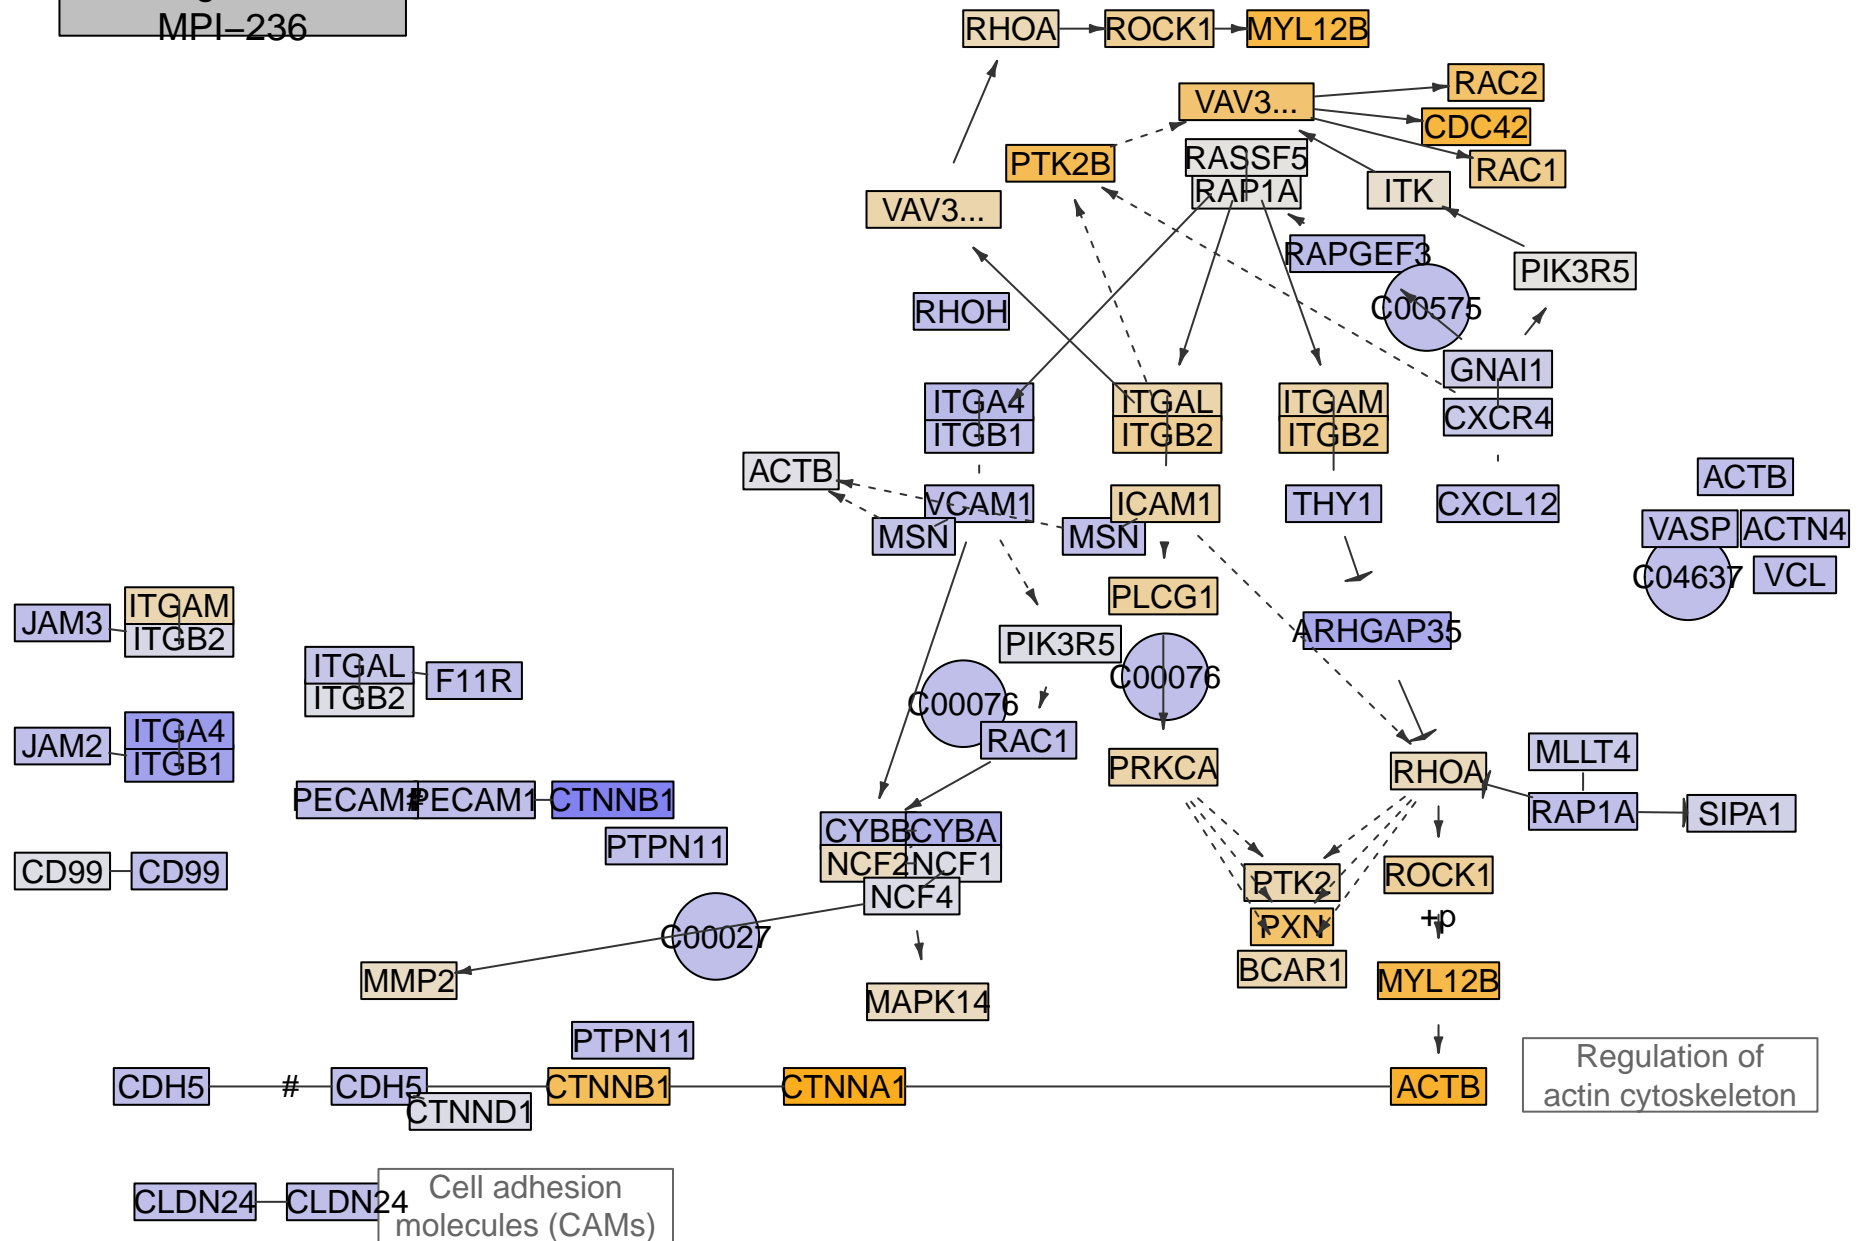 MPI−236
RHOA
ROCK1
MYL12B
RAC2
VAV3...
CDC42
RASSF5
PTK2B
RAC1
RAP1A
ITK
VAV3...
RAPGEF3
PIK3R5
RHOH
C00575
GNAI1
ITGA4
ITGAL
ITGAM
CXCR4
ITGB1
ITGB2
ITGB2
ACTB
ACTB
VCAM1
ICAM1
THY1
CXCL12
MSN
MSN
VASP
ACTN4
C04637
VCL
PLCG1
ITGAM
JAM3
ITGB2
ARHGAP35
PIK3R5
ITGAL
F11R
C00076
ITGB2
C00076
ITGA4
JAM2
RAC1
MLLT4
ITGB1
PRKCA
RHOA
PECAM1
#
PECAM1
CTNNB1
RAP1A
SIPA1
CYBB
CYBA
PTPN11
NCF2
NCF1
CD99
CD99
ROCK1
PTK2
NCF4
+p
PXN
C00027
BCAR1
MMP2
MYL12B
MAPK14
PTPN11
Regulation of
actin cytoskeleton
CDH5
#
CDH5
CTNNB1
CTNNA1
ACTB
CTNND1
Cell adhesion
molecules (CAMs)
CLDN24
CLDN24